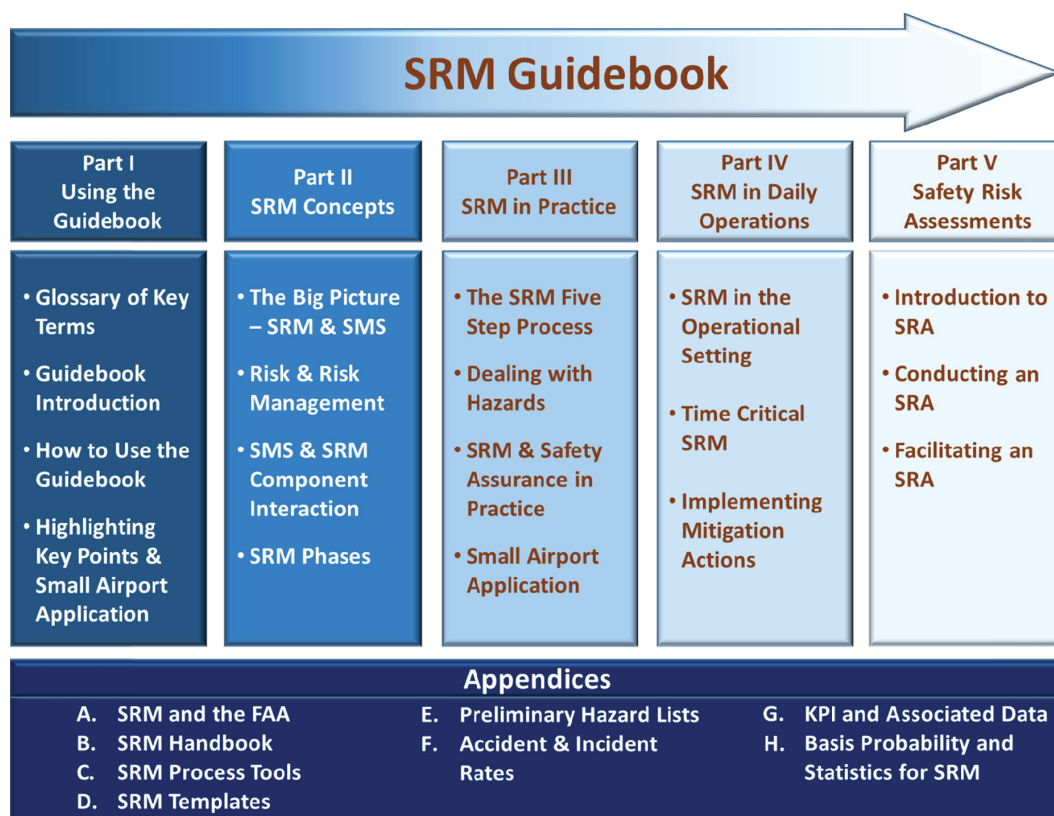 SRM Guidebook
Part I
Using the
Guidebook
Part II
SRM Concepts
Part III
SRM in Practice
Part IV
SRM in Daily
Operations
Part V
Safety Risk
Assessments
• Glossary of Key
Terms
• Guidebook
Introduction
• How to Use the
Guidebook
• Highlighting
Key Points &
Small Airport
Application
• The Big Picture
– SRM & SMS
• Risk & Risk
Management
• SMS & SRM
Component
Interaction
• SRM Phases
• The SRM Five
Step Process
• Dealing with
Hazards
• SRM & Safety
Assurance in
Practice
• Small Airport
Application
• SRM in the
Operational
Setting
• Time Critical
SRM
• Implementing
Mitigation
Actions
• Introduction to
SRA
• Conducting an
SRA
• Facilitating an
SRA
Appendices
A. SRM and the FAA
B. SRM Handbook
C. SRM Process Tools
D. SRM Templates
E. Preliminary Hazard Lists
F. Accident & Incident
Rates
G. KPI and Associated Data
H. Basis Probability and
Statistics for SRM